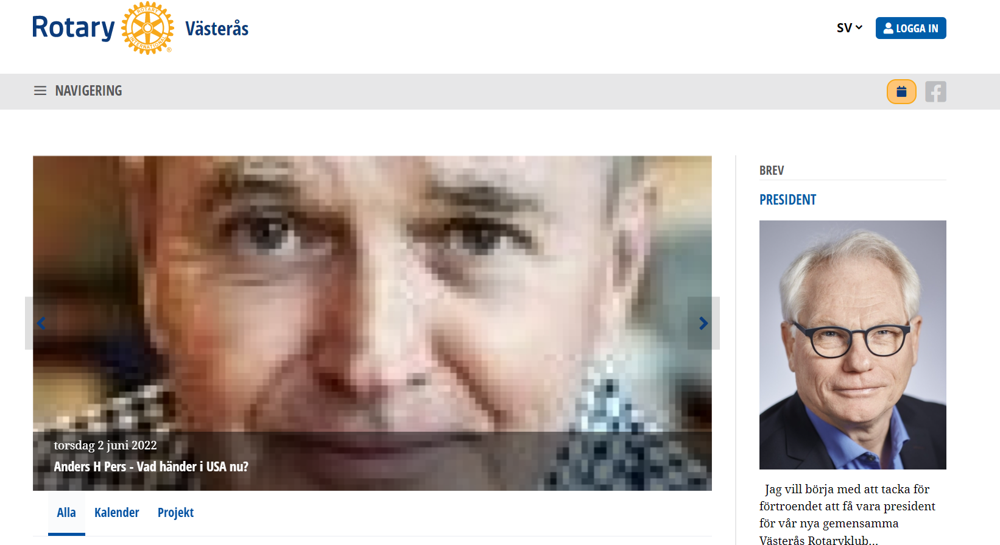 Rotary
ROTARY
INTERNATIONAL
®
Västerås
SV
LOGGA IN
NAVIGERING
torsdag 2 juni 2022
Anders H Pers - Vad händer i USA nu?
Alla
Kalender
Projekt
BREV
PRESIDENT
Jag vill börja med att tacka för
förtroendet att få vara president
för vår nya gemensamma
Västerås Rotaryklub...